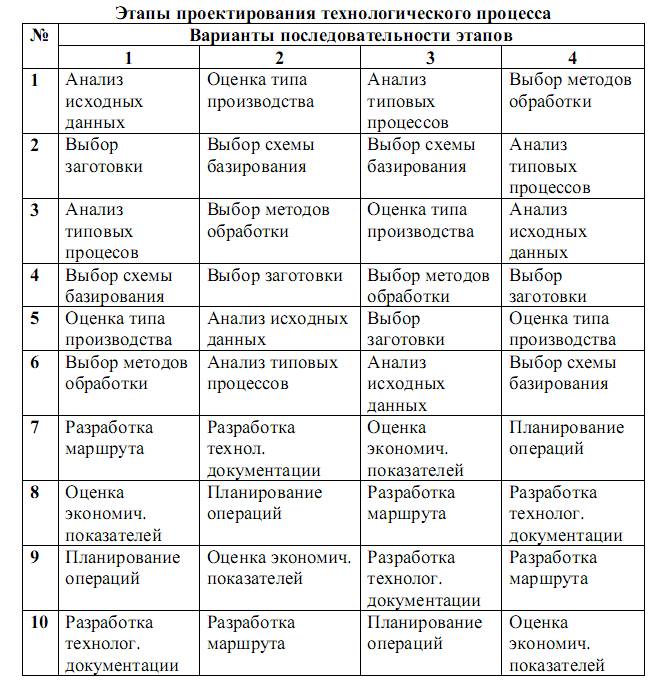 Этапы проектирования технологического процесса
№ Варианты последовательности этапов
1 2 3 4
1 Анализ исходных данных Оценка типа производства Анализ типовых процессов Выбор методов обработки
2 Выбор заготовки Выбор схемы базирования Выбор схемы базирования Анализ типовых процессов
3 Анализ типовых процесов Выбор методов обработки Оценка типа производства Анализ исходных данных
4 Выбор схемы базирования Выбор заготовки Выбор методов обработки Выбор заготовки
5 Оценка типа производства Анализ исходных данных Выбор заготовки Оценка типа производства
6 Выбор методов обработки Анализ типовых процессов Анализ исходных данных Выбор схемы базирования
7 Разработка маршрута Разработка технол. документации Оценка экономич. показателей Планирование операций
8 Оценка экономич. показателей Планирование операций Разработка маршрута Разработка технолог. документации
9 Планирование операций Оценка экономич. показателей Разработка технолог. документации Разработка маршрута
10 Разработка технолог. документации Разработка маршрута Планирование операций Оценка экономич. показателей